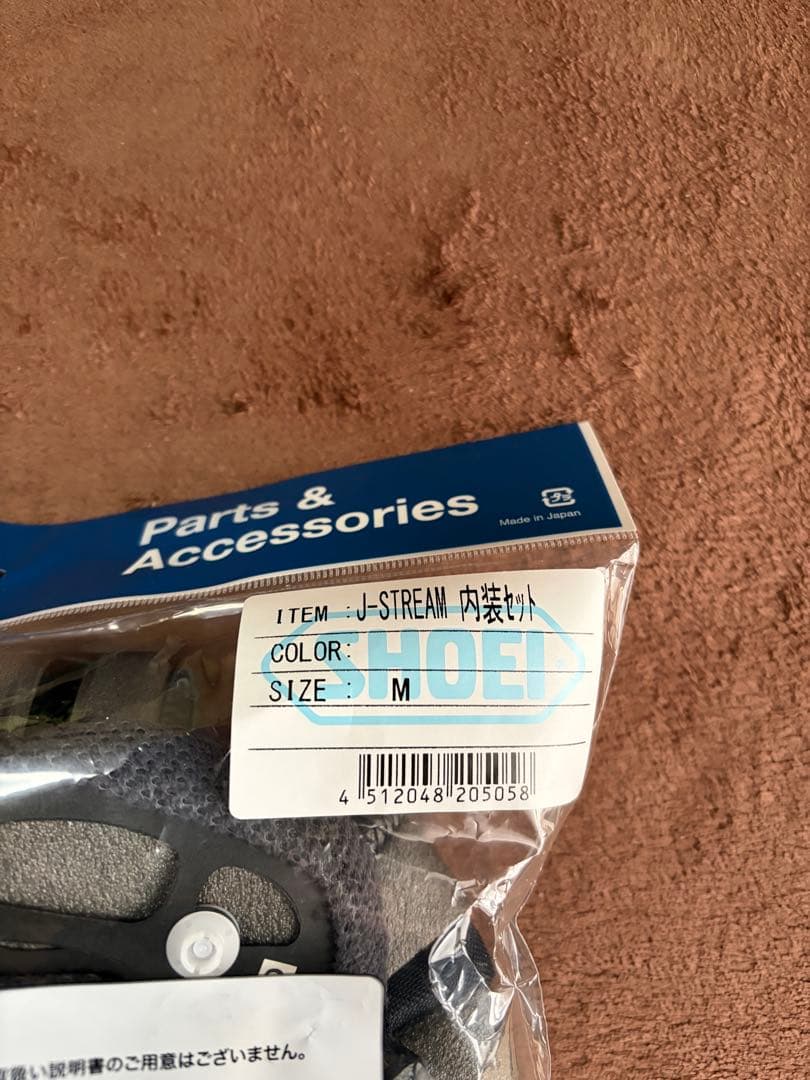 Parts &
Accessories
Made in Japan
ITEM : J-STREAM 内装ｾｯﾄ
COLOR:
SIZE : M
SHOEI
4 512048 205058
扱い説明書のご用意はございません。